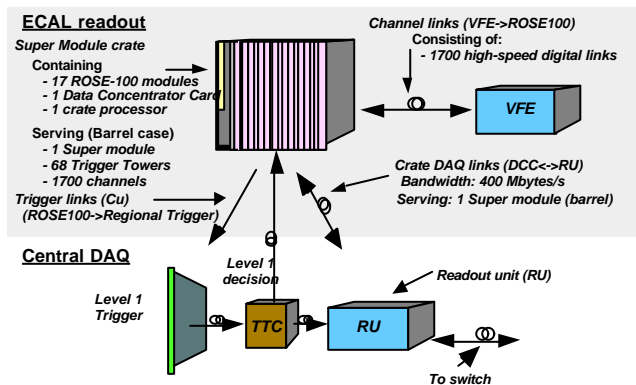 ECAL readout
Super Module crate
Containing
- 17 ROSE-100 modules
- 1 Data Concentrator Card
- 1 crate processor
Serving (Barrel case)
- 1 Super module
- 68 Trigger Towers
- 1700 channels
Trigger links (Cu)
(ROSE100->Regional Trigger)
Channel links (VFE->ROSE100)
Consisting of:
- 1700 high-speed digital links
VFE
Crate DAQ links (DCC<->RU)
Bandwidth: 400 Mbytes/s
Serving: 1 Super module (barrel)
Central DAQ
Level 1
decision
Readout unit (RU)
Level 1
Trigger
TTC
RU
To switch